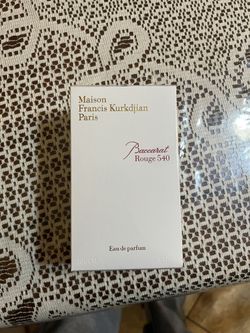 Maison
Francis Kurkdjian
Paris
Baccarat
Rouge 540
Eau de parfum